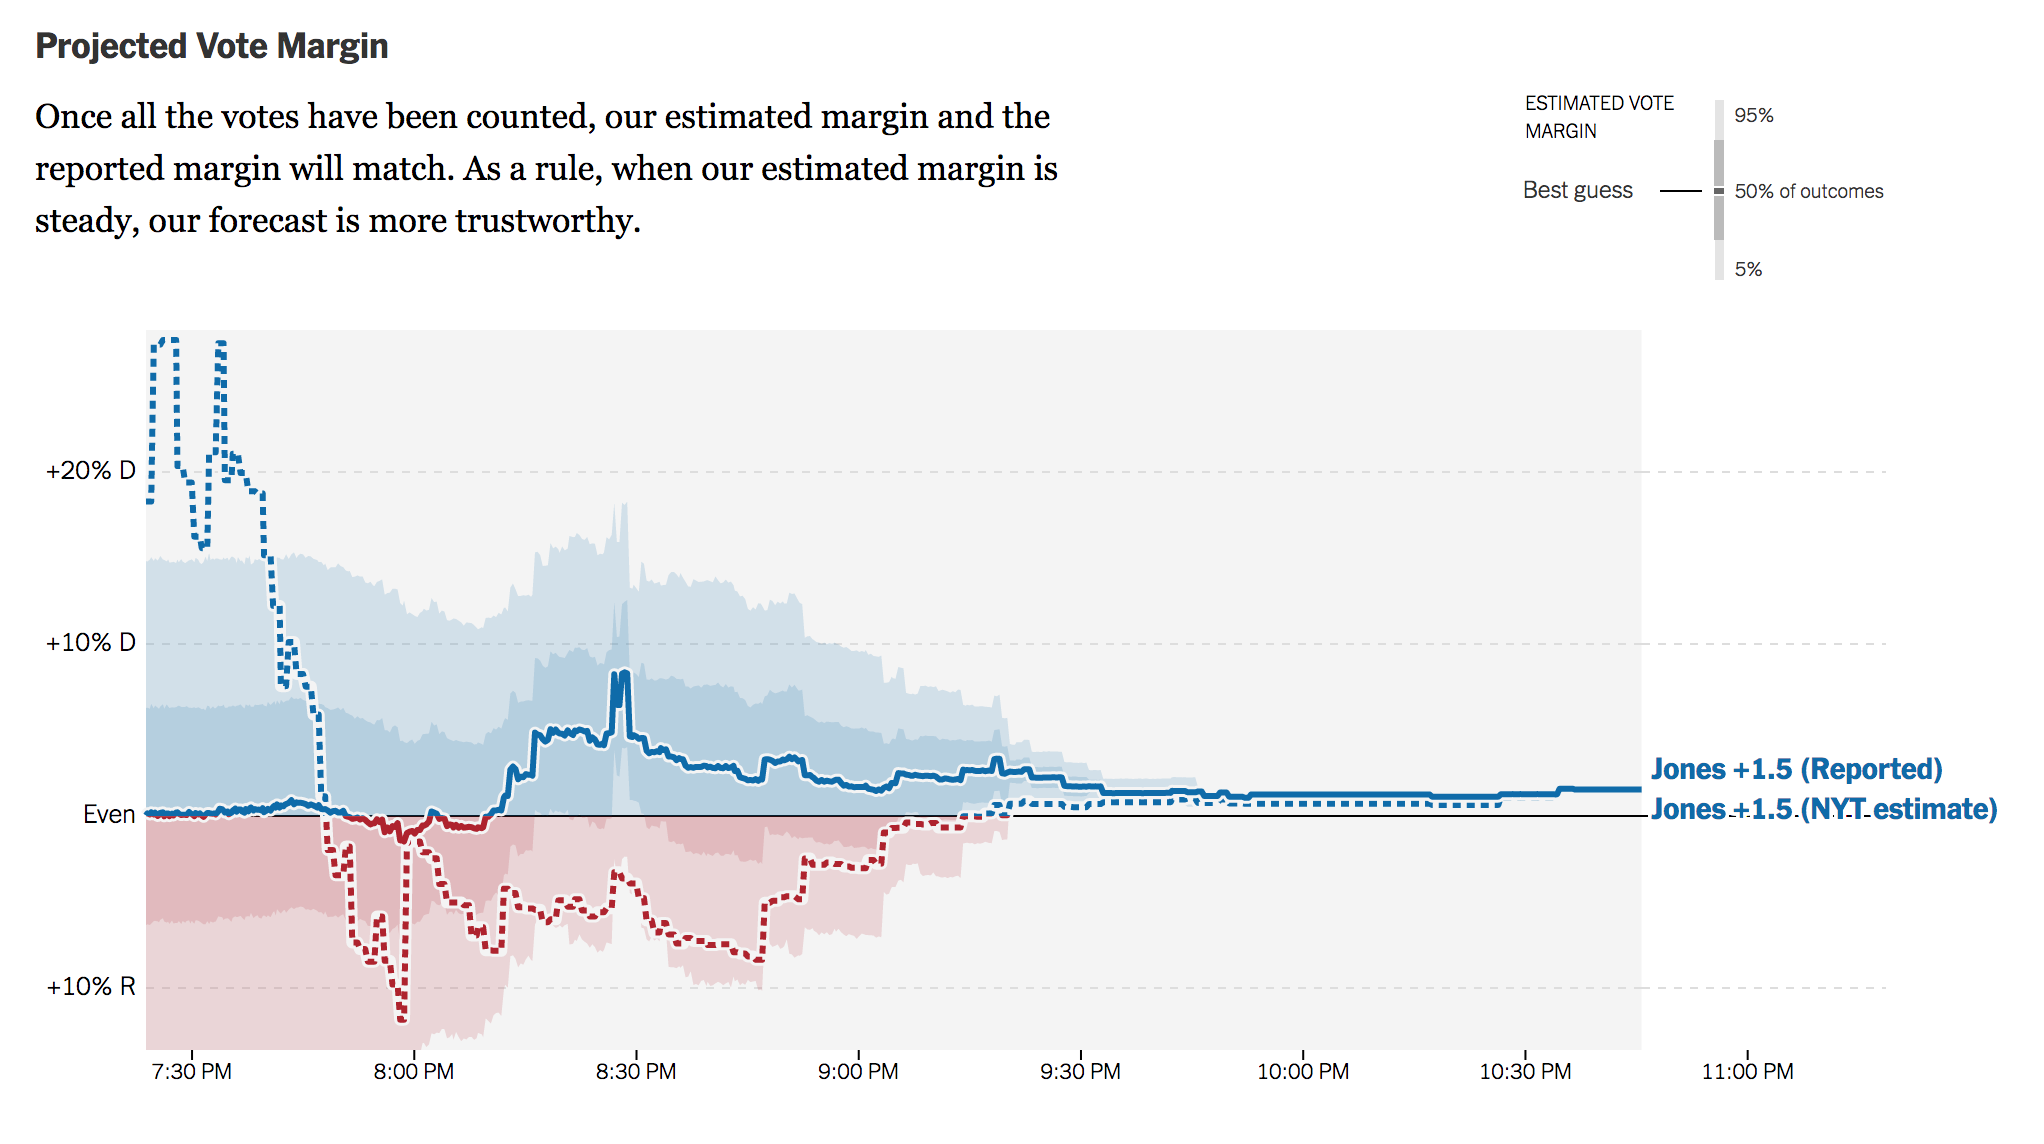 Projected Vote Margin
Once all the votes have been counted, our estimated margin and the
reported margin will match. As a rule, when our estimated margin is
steady, our forecast is more trustworthy.
ESTIMATED VOTE
MARGIN
95%
Best guess
50% of outcomes
5%
+20% D
+10% D
Even
+10% R
Jones +1.5 (Reported)
Jones +1.5 (NYT estimate)
7:30 PM
8:00 PM
8:30 PM
9:00 PM
9:30 PM
10:00 PM
10:30 PM
11:00 PM